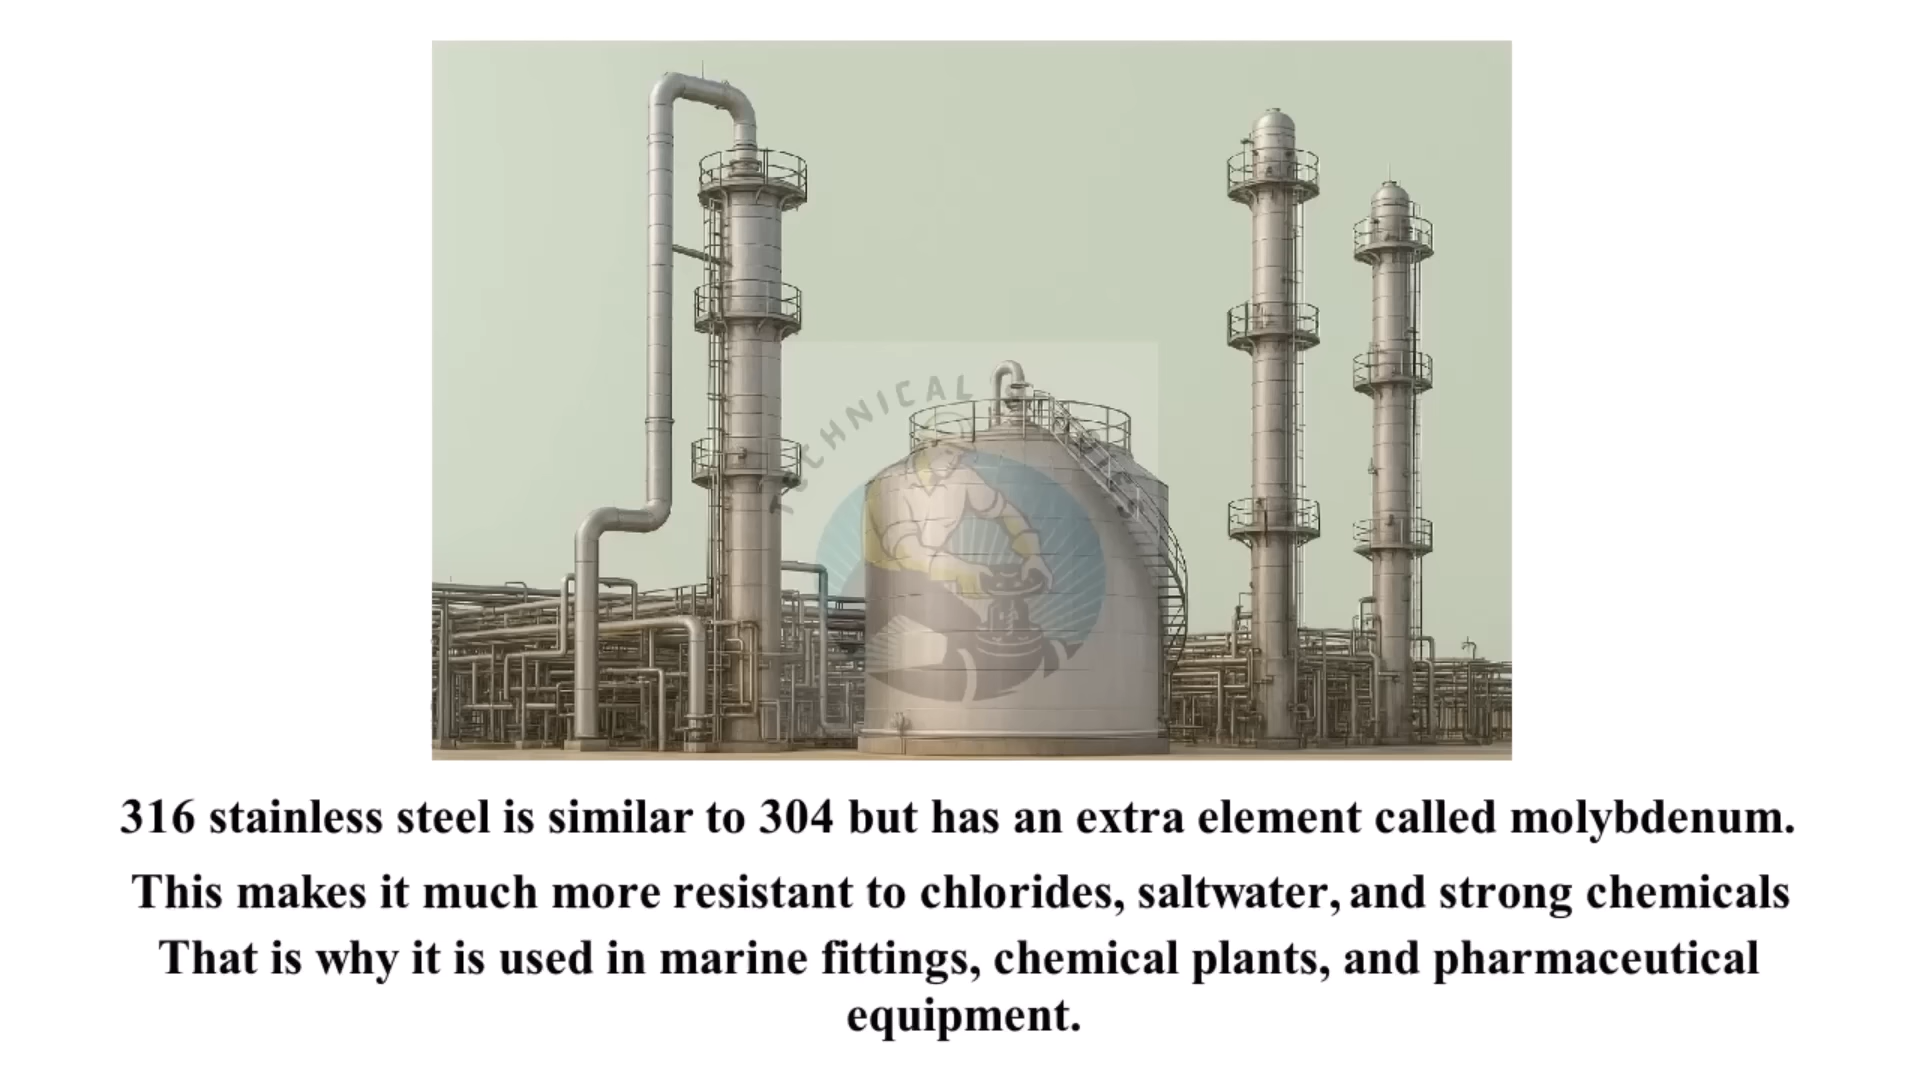 TECHNICAL
316 stainless steel is similar to 304 but has an extra element called molybdenum.
This makes it much more resistant to chlorides, saltwater, and strong chemicals
That is why it is used in marine fittings, chemical plants, and pharmaceutical
equipment.